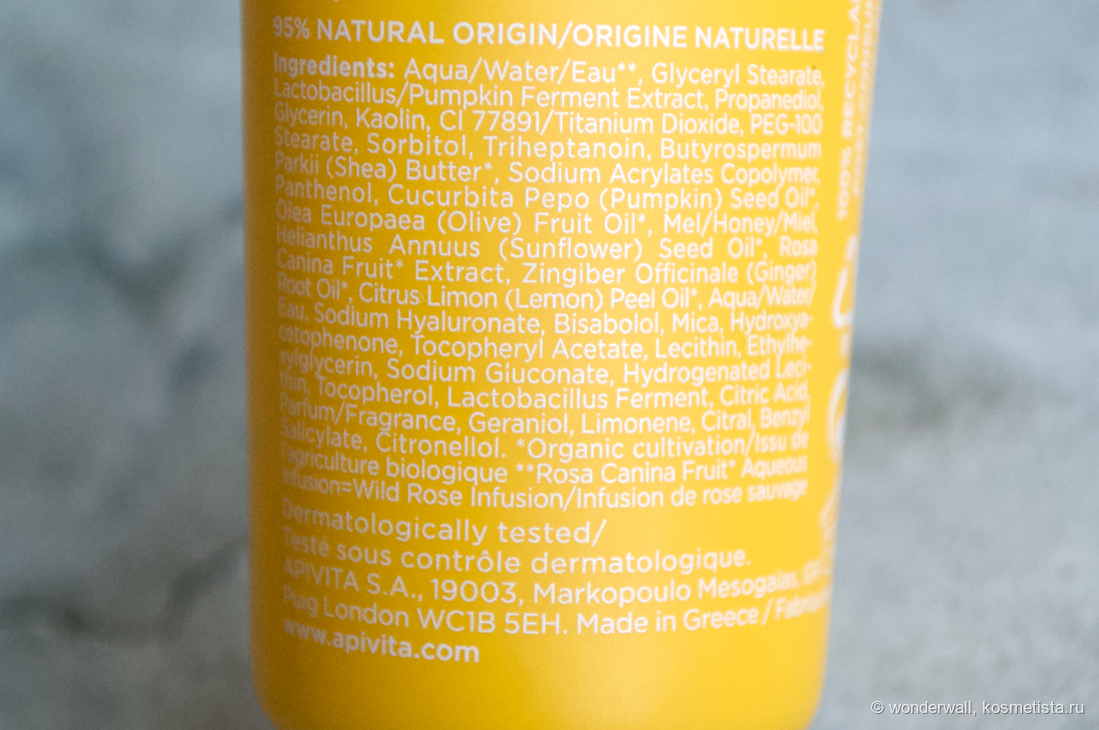 95% NATURAL ORIGIN/ORIGINE NATURELLE
Ingredients: Aqua/Water/Eau**, Glyceryl Stearate,
Lactobacillus/Pumpkin Ferment Extract, Propanediol,
Glycerin, Kaolin, CI 77891/Titanium Dioxide, PEG-100
Stearate, Sorbitol, Triheptanoin, Butyrospermum
Parkii (Shea) Butter*, Sodium Acrylates Copolymer,
Panthenol, Cucurbita Pepo (Pumpkin) Seed Oil*,
Olea Europaea (Olive) Fruit Oil*, Mel/Honey/Miel,
Helianthus Annuus (Sunflower) Seed Oil*, Rosa
Canina Fruit* Extract, Zingiber Officinale (Ginger)
Root Oil*, Citrus Limon (Lemon) Peel Oil*, Aqua/Water/
Eau, Sodium Hyaluronate, Bisabolol, Mica, Hydroxya-
cetophenone, Tocopheryl Acetate, Lecithin, Ethylhe-
xylglycerin, Sodium Gluconate, Hydrogenated Leci-
thin, Tocopherol, Lactobacillus Ferment, Citric Acid,
Parfum/Fragrance, Geraniol, Limonene, Citral, Benzyl
Salicylate, Citronellol. *Organic cultivation/Issu de
l'agriculture biologique **Rosa Canina Fruit* Aqueous
Infusion=Wild Rose Infusion/Infusion de rose sauvage
Dermatologically tested/
Testé sous contrôle dermatologique.
APIVITA S.A., 19003, Markopoulo Mesogaias,
Puig London WC1B 5EH. Made in Greece/
www.apivita.com
100% RECYCLA
© wonderwall, kosmetista.ru